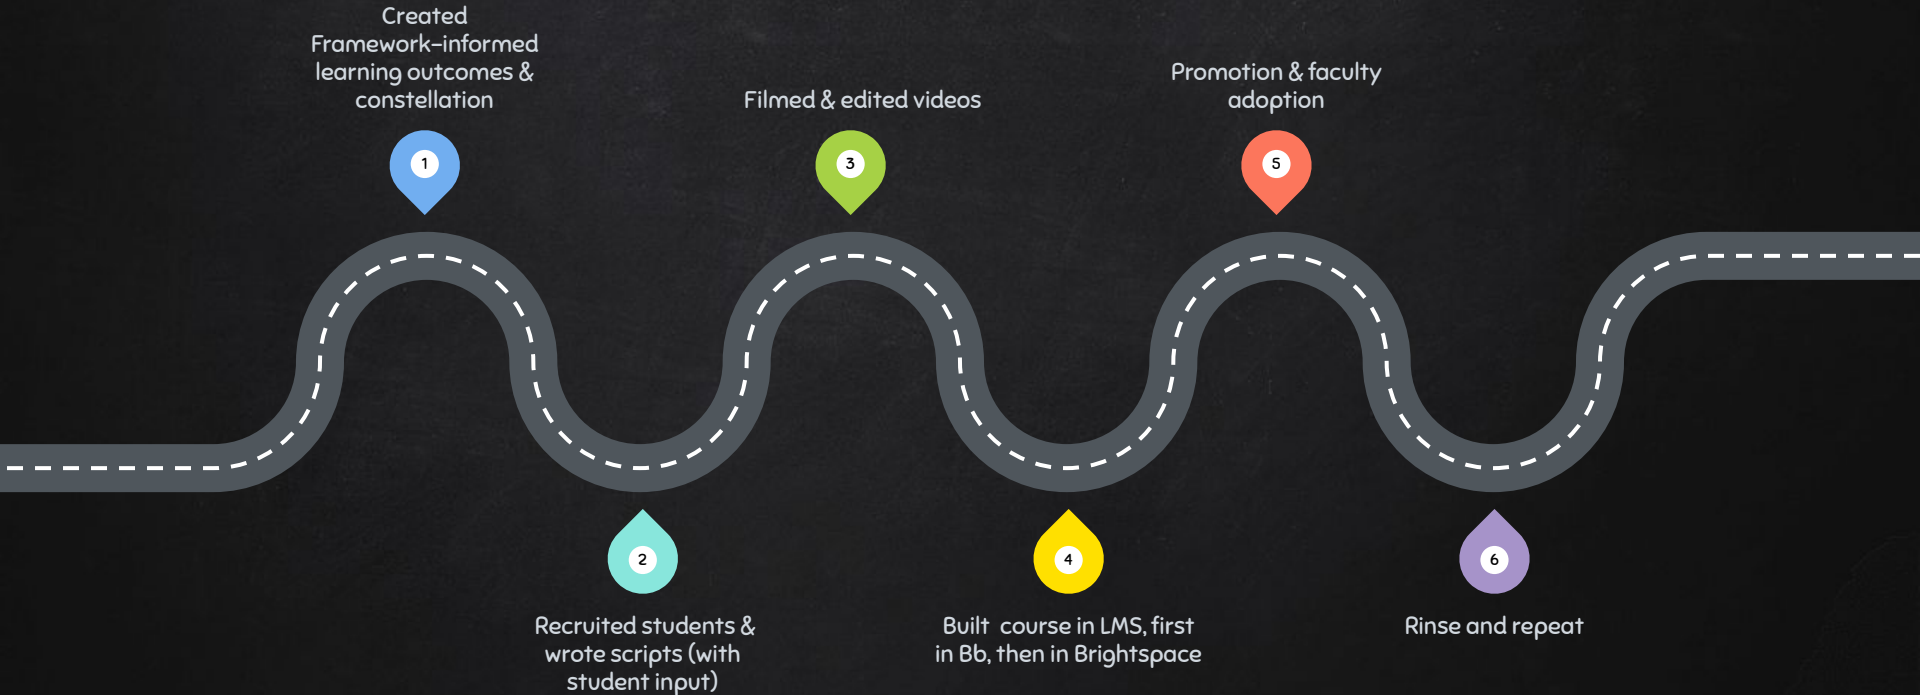 Created
Framework-informed
learning outcomes &
constellation
1
Recruited students &
wrote scripts (with
student input)
2
Filmed & edited videos
3
Built  course in LMS, first
in Bb, then in Brightspace
4
Promotion & faculty
adoption
5
Rinse and repeat
6